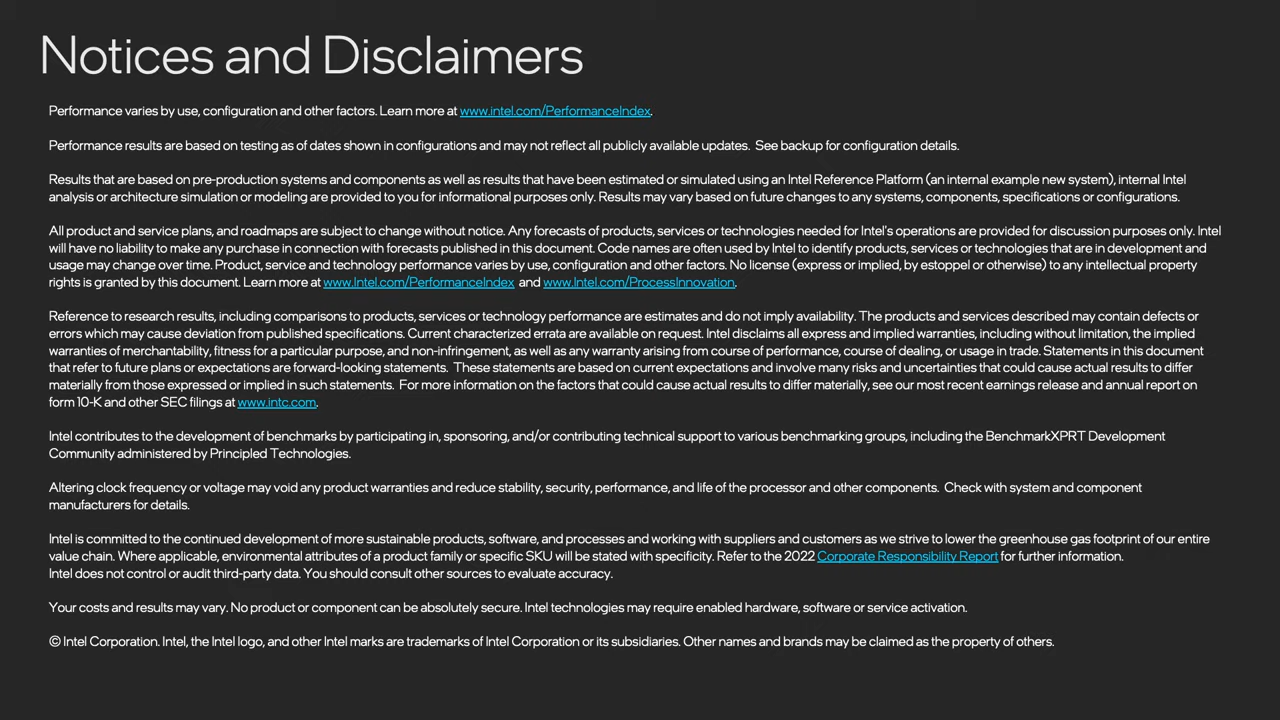 Notices and Disclaimers
Performance varies by use, configuration and other factors. Learn more at www.intel.com/PerformanceIndex.
Performance results are based on testing as of dates shown in configurations and may not reflect all publicly available updates.  See backup for configuration details.
Results that are based on pre-production systems and components as well as results that have been estimated or simulated using an Intel Reference Platform (an internal example new system), internal Intel
analysis or architecture simulation or modeling are provided to you for informational purposes only. Results may vary based on future changes to any systems, components, specifications or configurations.
All product and service plans, and roadmaps are subject to change without notice. Any forecasts of products, services or technologies needed for Intel's operations are provided for discussion purposes only. Intel
will have no liability to make any purchase in connection with forecasts published in this document. Code names are often used by Intel to identify products, services or technologies that are in development and
usage may change over time. Product, service and technology performance varies by use, configuration and other factors. No license (express or implied, by estoppel or otherwise) to any intellectual property
rights is granted by this document. Learn more at www.Intel.com/PerformanceIndex and www.Intel.com/ProcessInnovation.
Reference to research results, including comparisons to products, services or technology performance are estimates and do not imply availability. The products and services described may contain defects or
errors which may cause deviation from published specifications. Current characterized errata are available on request. Intel disclaims all express and implied warranties, including without limitation, the implied
warranties of merchantability, fitness for a particular purpose, and non-infringement, as well as any warranty arising from course of performance, course of dealing, or usage in trade. Statements in this document
that refer to future plans or expectations are forward-looking statements.  These statements are based on current expectations and involve many risks and uncertainties that could cause actual results to differ
materially from those expressed or implied in such statements.  For more information on the factors that could cause actual results to differ materially, see our most recent earnings release and annual report on
form 10-K and other SEC filings at www.intc.com.
Intel contributes to the development of benchmarks by participating in, sponsoring, and/or contributing technical support to various benchmarking groups, including the BenchmarkXPRT Development
Community administered by Principled Technologies.
Altering clock frequency or voltage may void any product warranties and reduce stability, security, performance, and life of the processor and other components.  Check with system and component
manufacturers for details.
Intel is committed to the continued development of more sustainable products, software, and processes and working with suppliers and customers as we strive to lower the greenhouse gas footprint of our entire
value chain. Where applicable, environmental attributes of a product family or specific SKU will be stated with specificity. Refer to the 2022 Corporate Responsibility Report for further information.
Intel does not control or audit third-party data. You should consult other sources to evaluate accuracy.
Your costs and results may vary. No product or component can be absolutely secure. Intel technologies may require enabled hardware, software or service activation.
© Intel Corporation. Intel, the Intel logo, and other Intel marks are trademarks of Intel Corporation or its subsidiaries. Other names and brands may be claimed as the property of others.